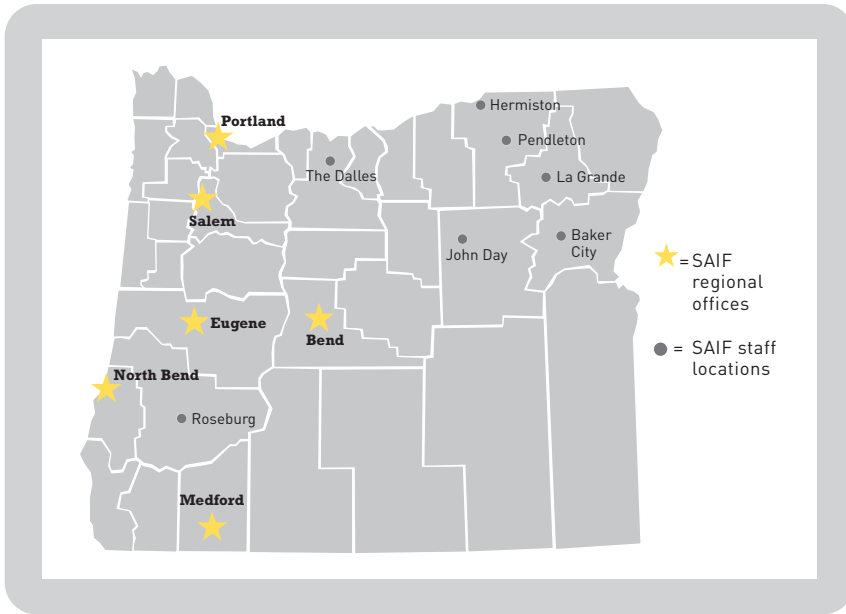 Portland
Hermiston
Pendleton
The Dalles
La Grande
Salem
John Day
Baker
City
Eugene
Bend
North Bend
Roseburg
Medford
= SAIF
regional
offices
= SAIF staff
locations